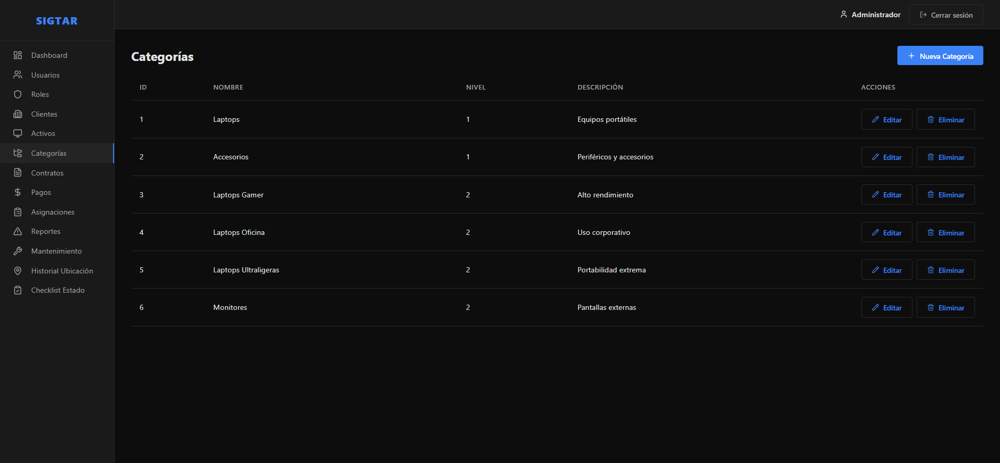 SIGTAR
Administrador
Cerrar sesión
Dashboard
Usuarios
Roles
Clientes
Activos
Categorías
Contratos
Pagos
Asignaciones
Reportes
Mantenimiento
Historial Ubicación
Checklist Estado
Categorías
Nueva Categoría
ID NOMBRE NIVEL DESCRIPCIÓN ACCIONES
1 Laptops 1 Equipos portátiles Editar Eliminar
2 Accesorios 1 Periféricos y accesorios Editar Eliminar
3 Laptops Gamer 2 Alto rendimiento Editar Eliminar
4 Laptops Oficina 2 Uso corporativo Editar Eliminar
5 Laptops Ultraligeras 2 Portabilidad extrema Editar Eliminar
6 Monitores 2 Pantallas externas Editar Eliminar